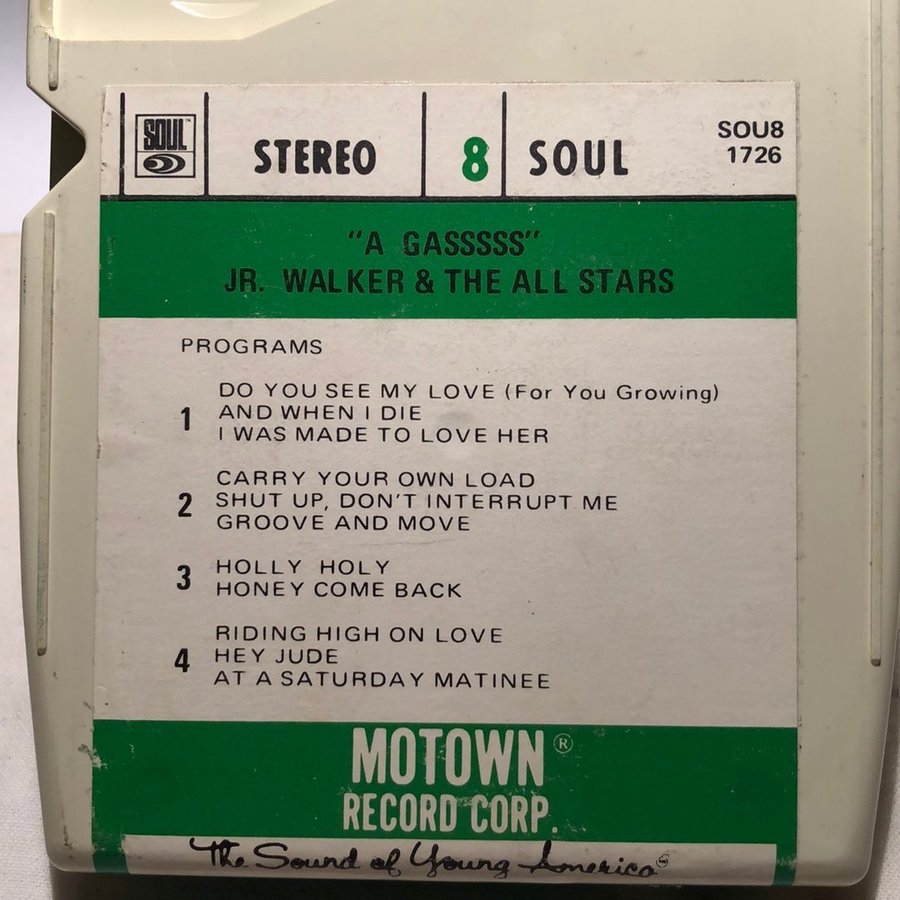 SOUL™
STEREO
8
SOUL
SOU8
1726
"A GASSSSS"
JR. WALKER & THE ALL STARS
PROGRAMS
1
DO YOU SEE MY LOVE (For You Growing)
AND WHEN I DIE
I WAS MADE TO LOVE HER
2
CARRY YOUR OWN LOAD
SHUT UP, DON'T INTERRUPT ME
GROOVE AND MOVE
3
HOLLY HOLY
HONEY COME BACK
4
RIDING HIGH ON LOVE
HEY JUDE
AT A SATURDAY MATINEE
MOTOWN®
RECORD CORP.
The Sound of Young America℠